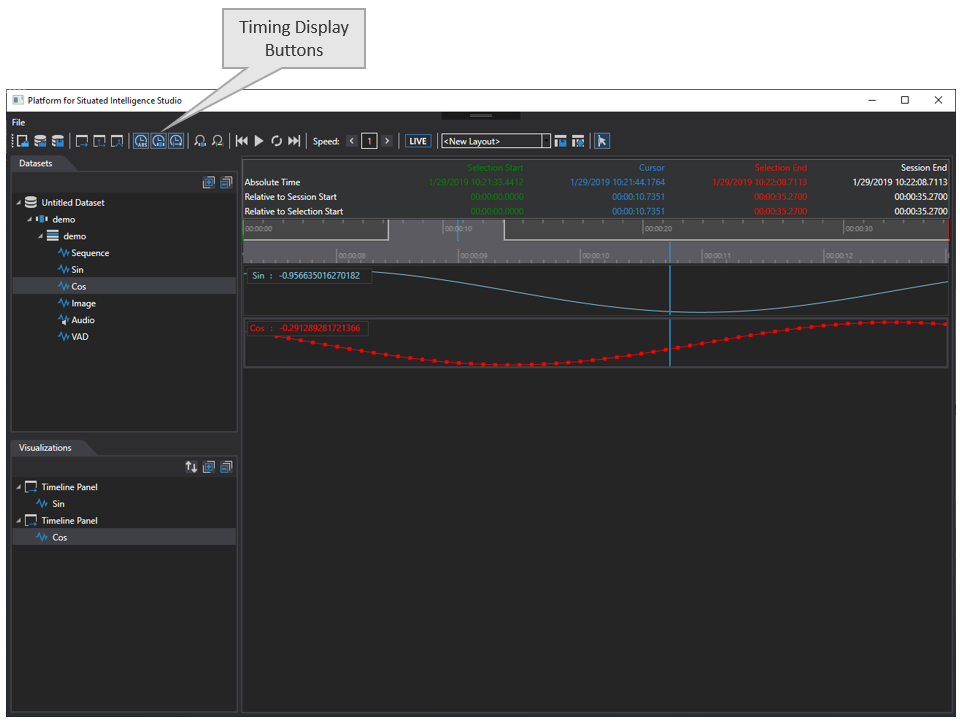 Timing Display
Buttons
Platform for Situated Intelligence Studio
File
ABS
Speed: 1 LIVE <New Layout>
Datasets
Untitled Dataset
demo
demo
Sequence
Sin
Cos
Image
Audio
VAD
Selection Start Cursor Selection End Session End
Absolute Time 1/29/2019 10:21:33.4412 1/29/2019 10:21:44.1764 1/29/2019 10:22:08.7113 1/29/2019 10:22:08.7113
Relative to Session Start 00:00:00.0000 00:00:10.7351 00:00:35.2700 00:00:35.2700
Relative to Selection Start 00:00:00.0000 00:00:10.7351 00:00:35.2700 00:00:35.2700
00:00:00 00:00:10 00:00:20 00:00:30
00:00:08 00:00:09 00:00:10 00:00:11 00:00:12
Sin : -0.956635016270182
Cos : -0.291289281721366
Visualizations
Timeline Panel
Sin
Timeline Panel
Cos